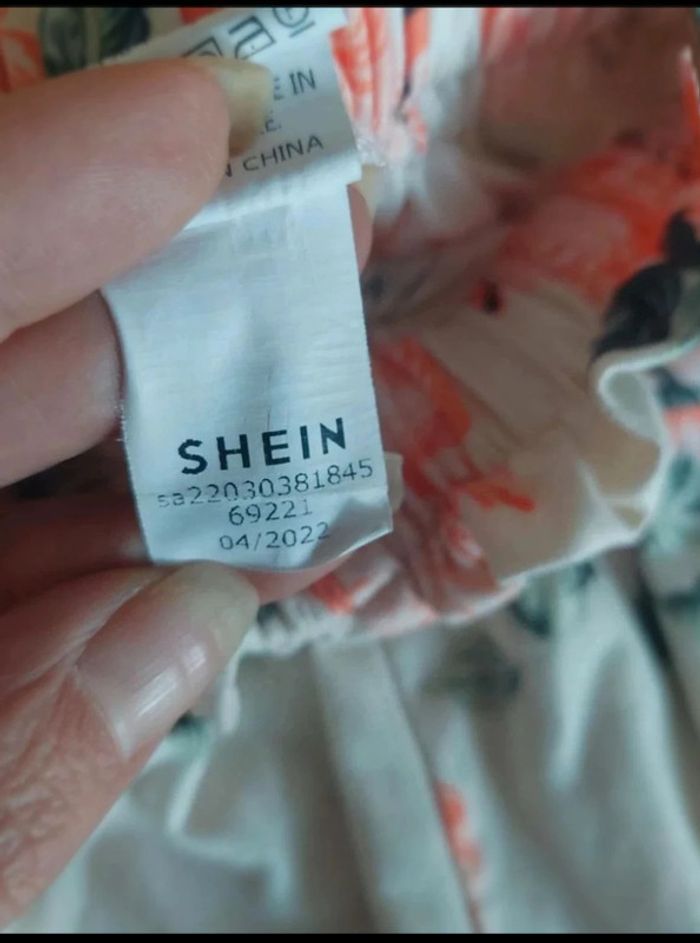 IN
CHINA
SHEIN
sa22030381845
69221
04/2022